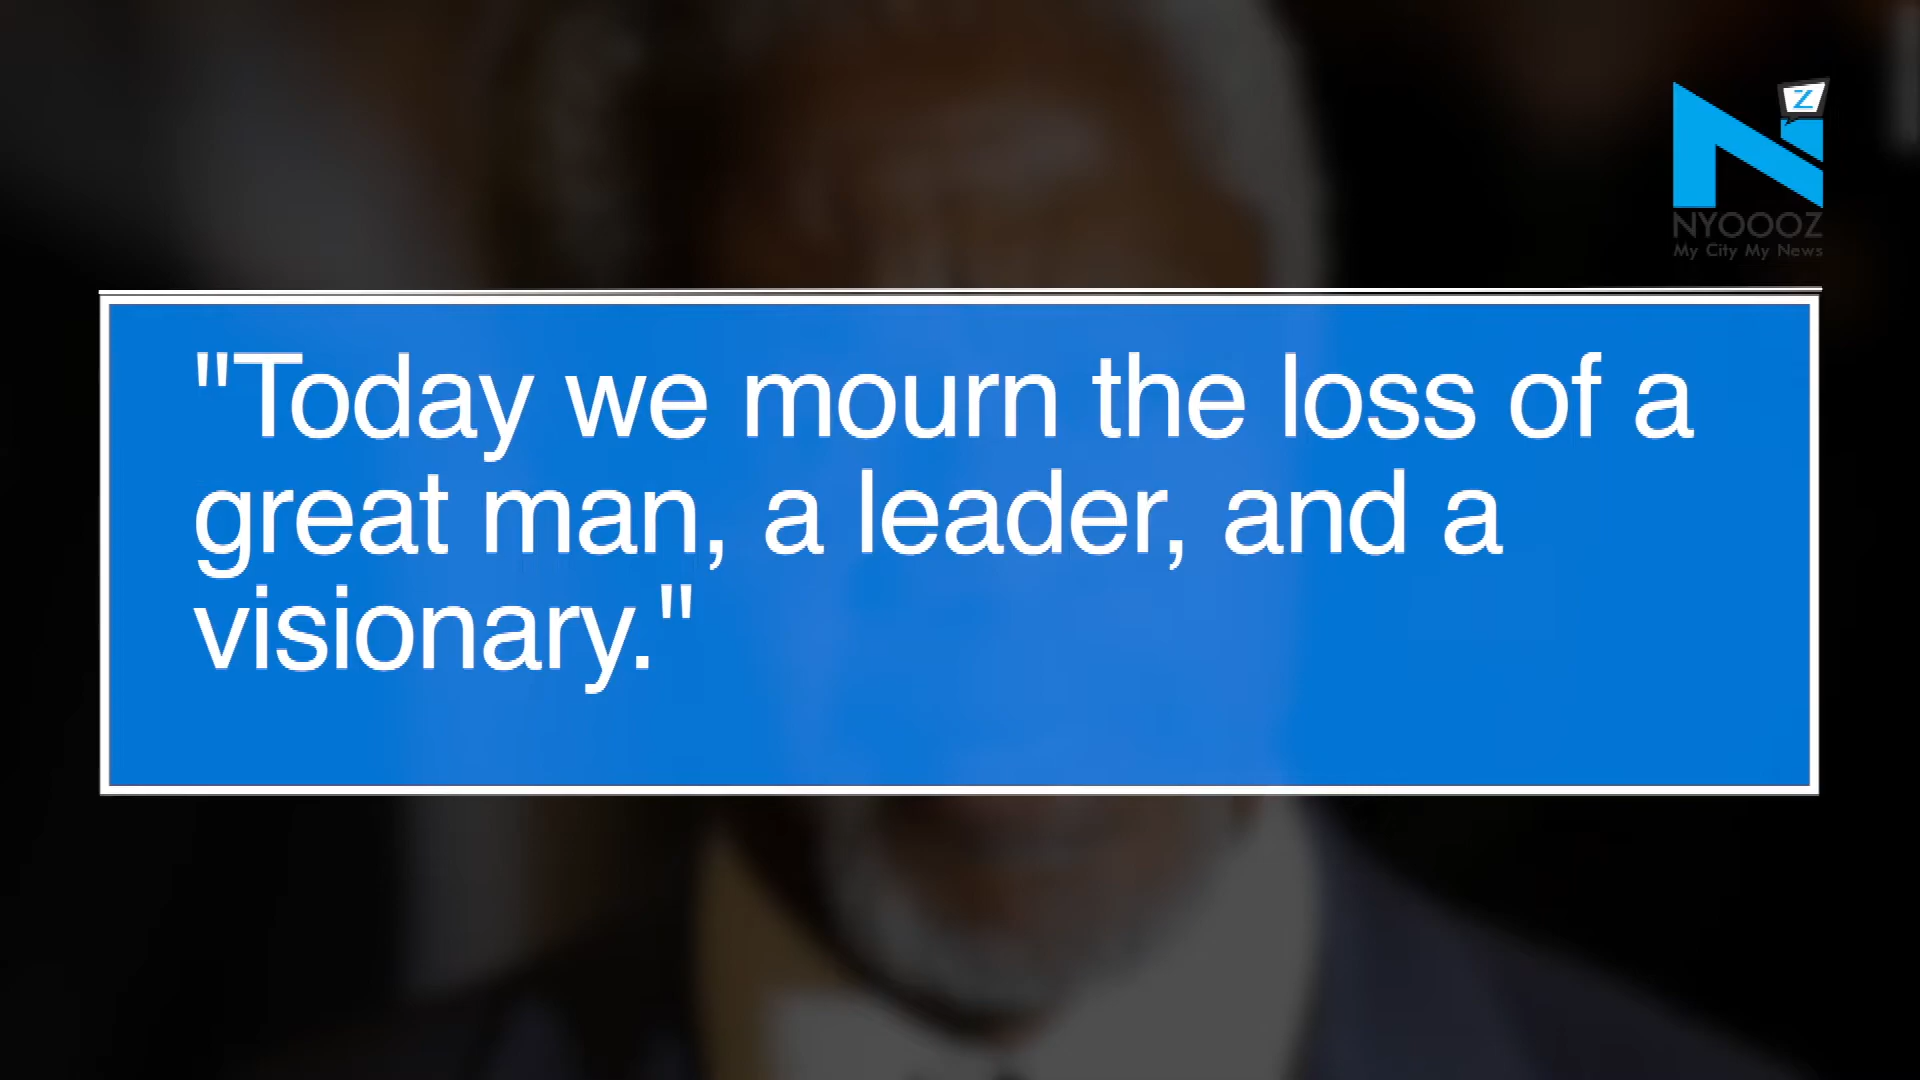 Z
NYOOOZ
My City My News
"Today we mourn the loss of a
great man, a leader, and a
visionary."